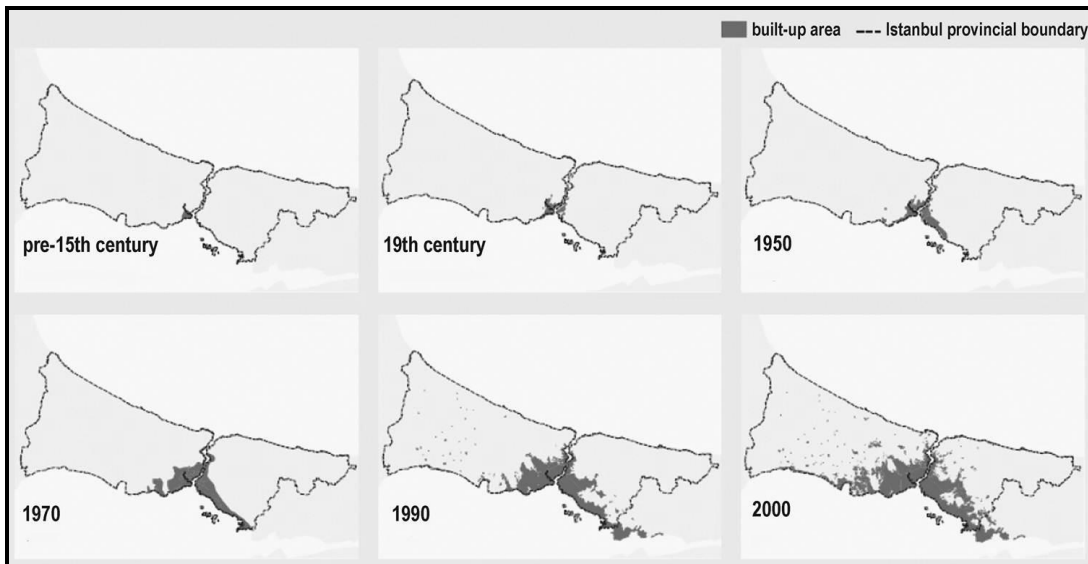 built-up area --- Istanbul provincial boundary
pre-15th century
19th century
1950
1970
1990
2000